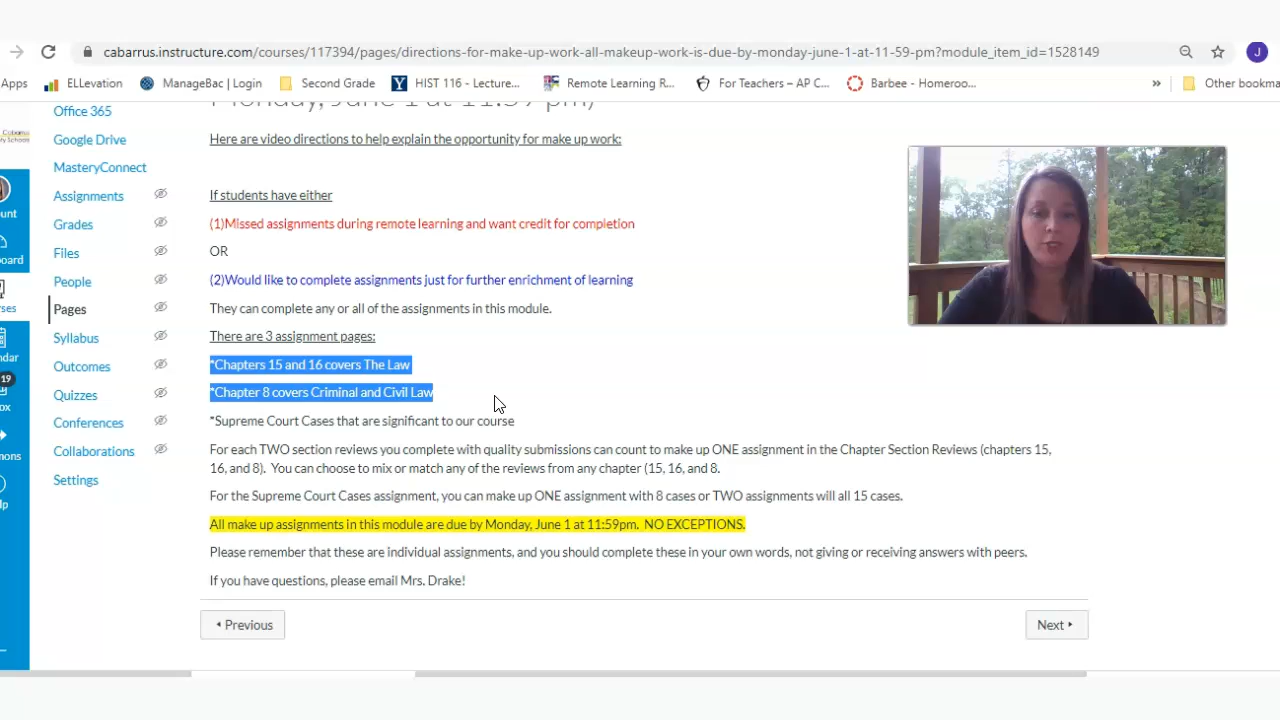 cabarrus.instructure.com/courses/117394/pages/directions-for-make-up-work-all-makeup-work-is-due-by-monday-june-1-at-11-59-pm?module_item_id=1528149
J
Apps
ELLevation
ManageBac | Login
Second Grade
HIST 116 - Lecture...
Remote Learning R...
For Teachers – AP C...
Barbee - Homeroo...
»
Other bookma
Monday, June 1 at 11:59 pm)
Office 365
Google Drive
MasteryConnect
Assignments
Grades
Files
People
Pages
Syllabus
Outcomes
Quizzes
Conferences
Collaborations
Settings
19
Here are video directions to help explain the opportunity for make up work:
If students have either
(1)Missed assignments during remote learning and want credit for completion
OR
(2)Would like to complete assignments just for further enrichment of learning
They can complete any or all of the assignments in this module.
There are 3 assignment pages:
*Chapters 15 and 16 covers The Law
*Chapter 8 covers Criminal and Civil Law
*Supreme Court Cases that are significant to our course
For each TWO section reviews you complete with quality submissions can count to make up ONE assignment in the Chapter Section Reviews (chapters 15,
16, and 8).  You can choose to mix or match any of the reviews from any chapter (15, 16, and 8.
For the Supreme Court Cases assignment, you can make up ONE assignment with 8 cases or TWO assignments will all 15 cases.
All make up assignments in this module are due by Monday, June 1 at 11:59pm.  NO EXCEPTIONS.
Please remember that these are individual assignments, and you should complete these in your own words, not giving or receiving answers with peers.
If you have questions, please email Mrs. Drake!
Previous
Next